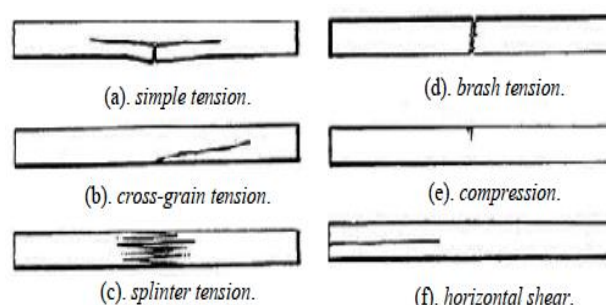 (a). simple tension.
(d). brash tension.
(b). cross-grain tension.
(e). compression.
(c). splinter tension.
(f). horizontal shear.